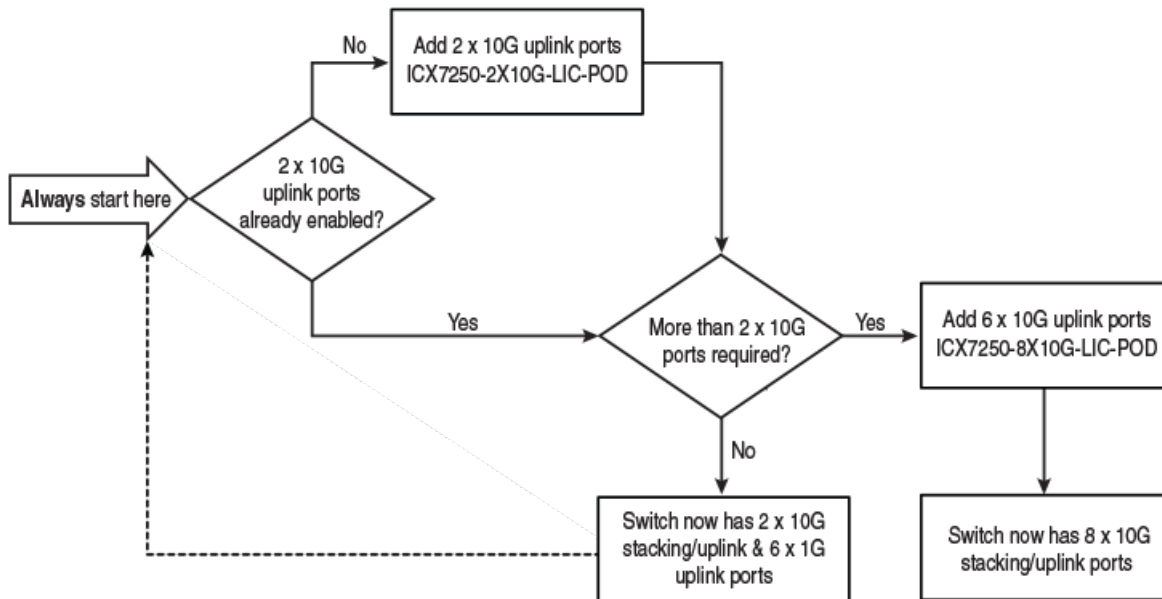 Always start here
2 x 10G
uplink ports
already enabled?
No
Add 2 x 10G uplink ports
ICX7250-2X10G-LIC-POD
Yes
More than 2 x 10G
ports required?
Yes
Add 6 x 10G uplink ports
ICX7250-8X10G-LIC-POD
No
Switch now has 2 x 10G
stacking/uplink & 6 x 1G
uplink ports
Switch now has 8 x 10G
stacking/uplink ports